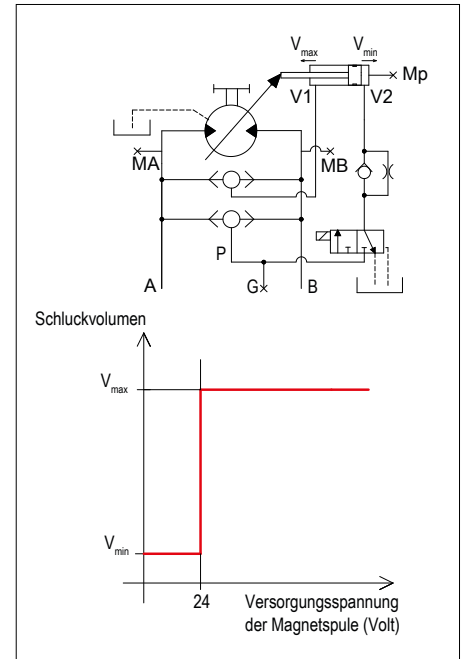 Vmax Vmin
Mp
V1 V2
MA MB
P
A G B
Schluckvolumen
Vmax
Vmin
24 Versorgungsspannung
der Magnetspule (Volt)